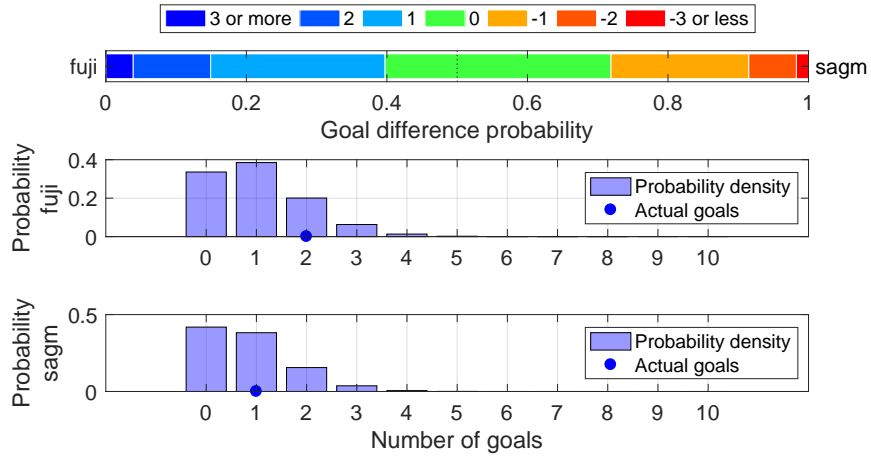 3 or more 2 1 0 -1 -2 -3 or less
fuji sagm
0 0.2 0.4 0.6 0.8 1
Goal difference probability
Probability
fuji
0.4
0.2
0
Probability density
Actual goals
0 1 2 3 4 5 6 7 8 9 10
Probability
sagm
0.5
0
Probability density
Actual goals
0 1 2 3 4 5 6 7 8 9 10
Number of goals